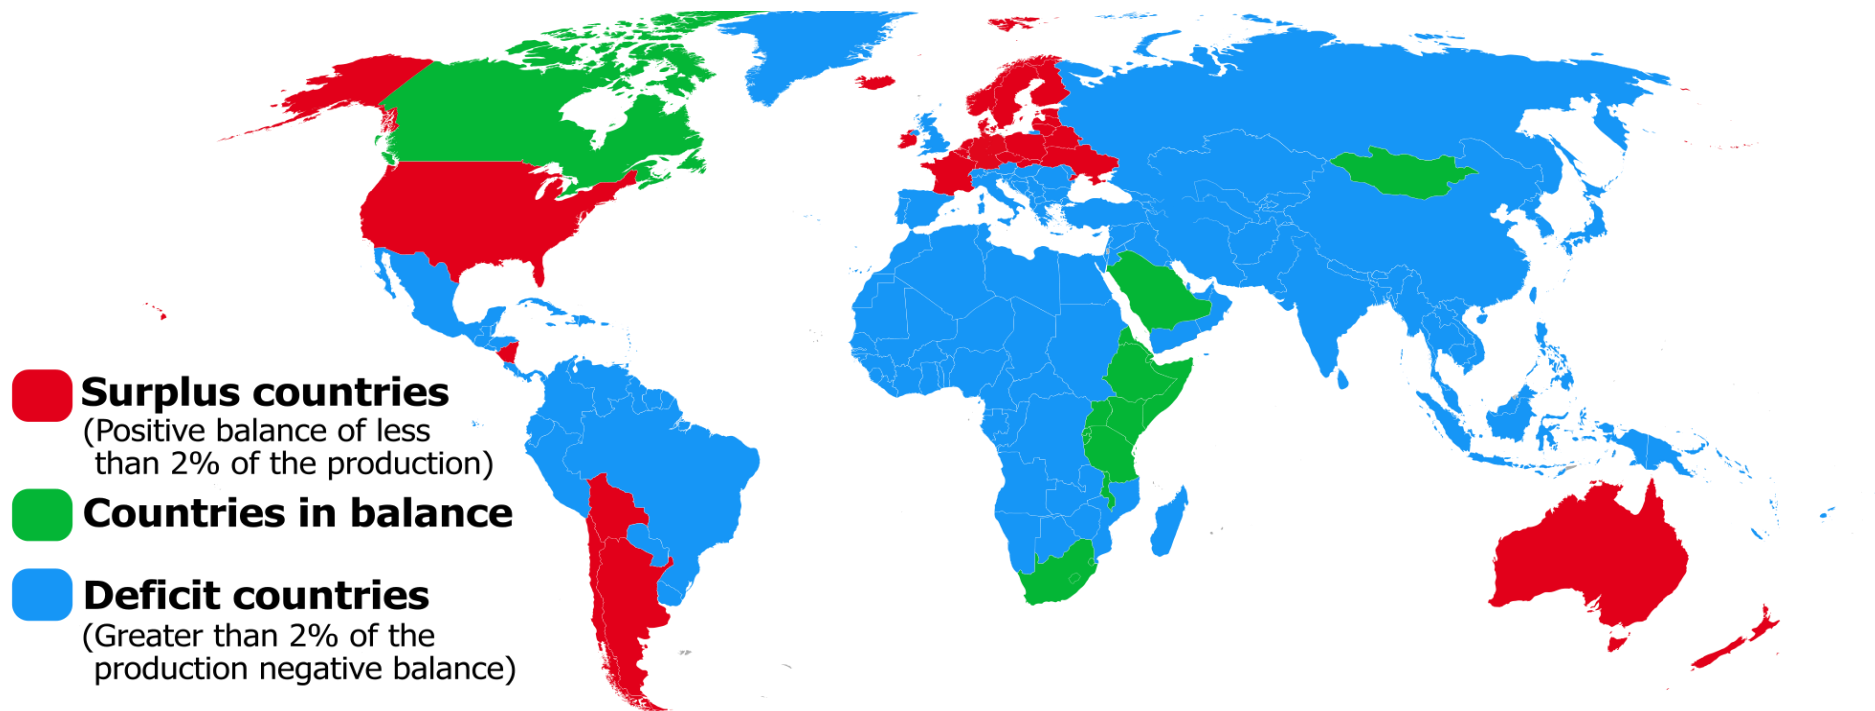 Surplus countries
(Positive balance of less
than 2% of the production)
Countries in balance
Deficit countries
(Greater than 2% of the
production negative balance)